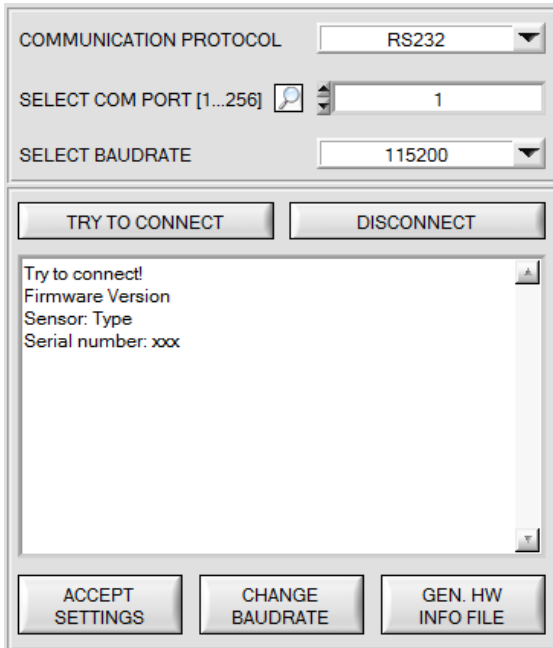 COMMUNICATION PROTOCOL RS232
SELECT COM PORT [1...256] 1
SELECT BAUDRATE 115200
TRY TO CONNECT DISCONNECT
Try to connect!
Firmware Version
Sensor: Type
Serial number: xxx
ACCEPT SETTINGS
CHANGE BAUDRATE
GEN. HW INFO FILE